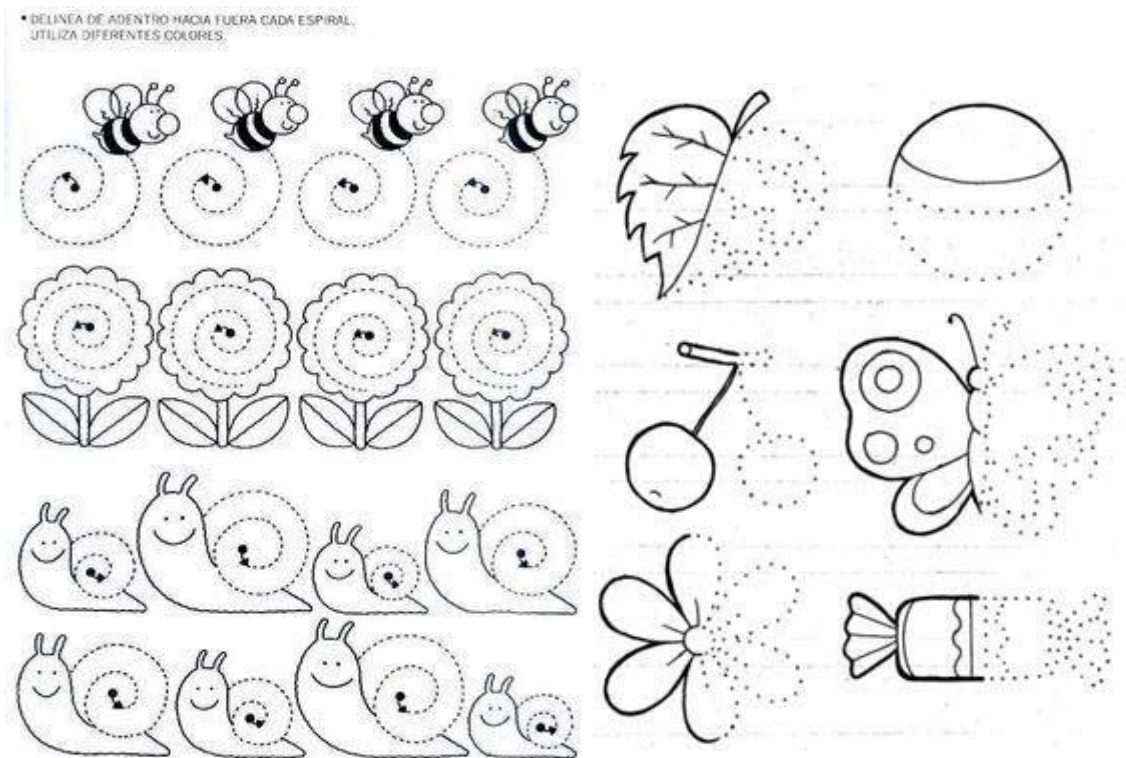 • DELINEA DE ADENTRO HACIA FUERA CADA ESPIRAL.
UTILIZA DIFERENTES COLORES.